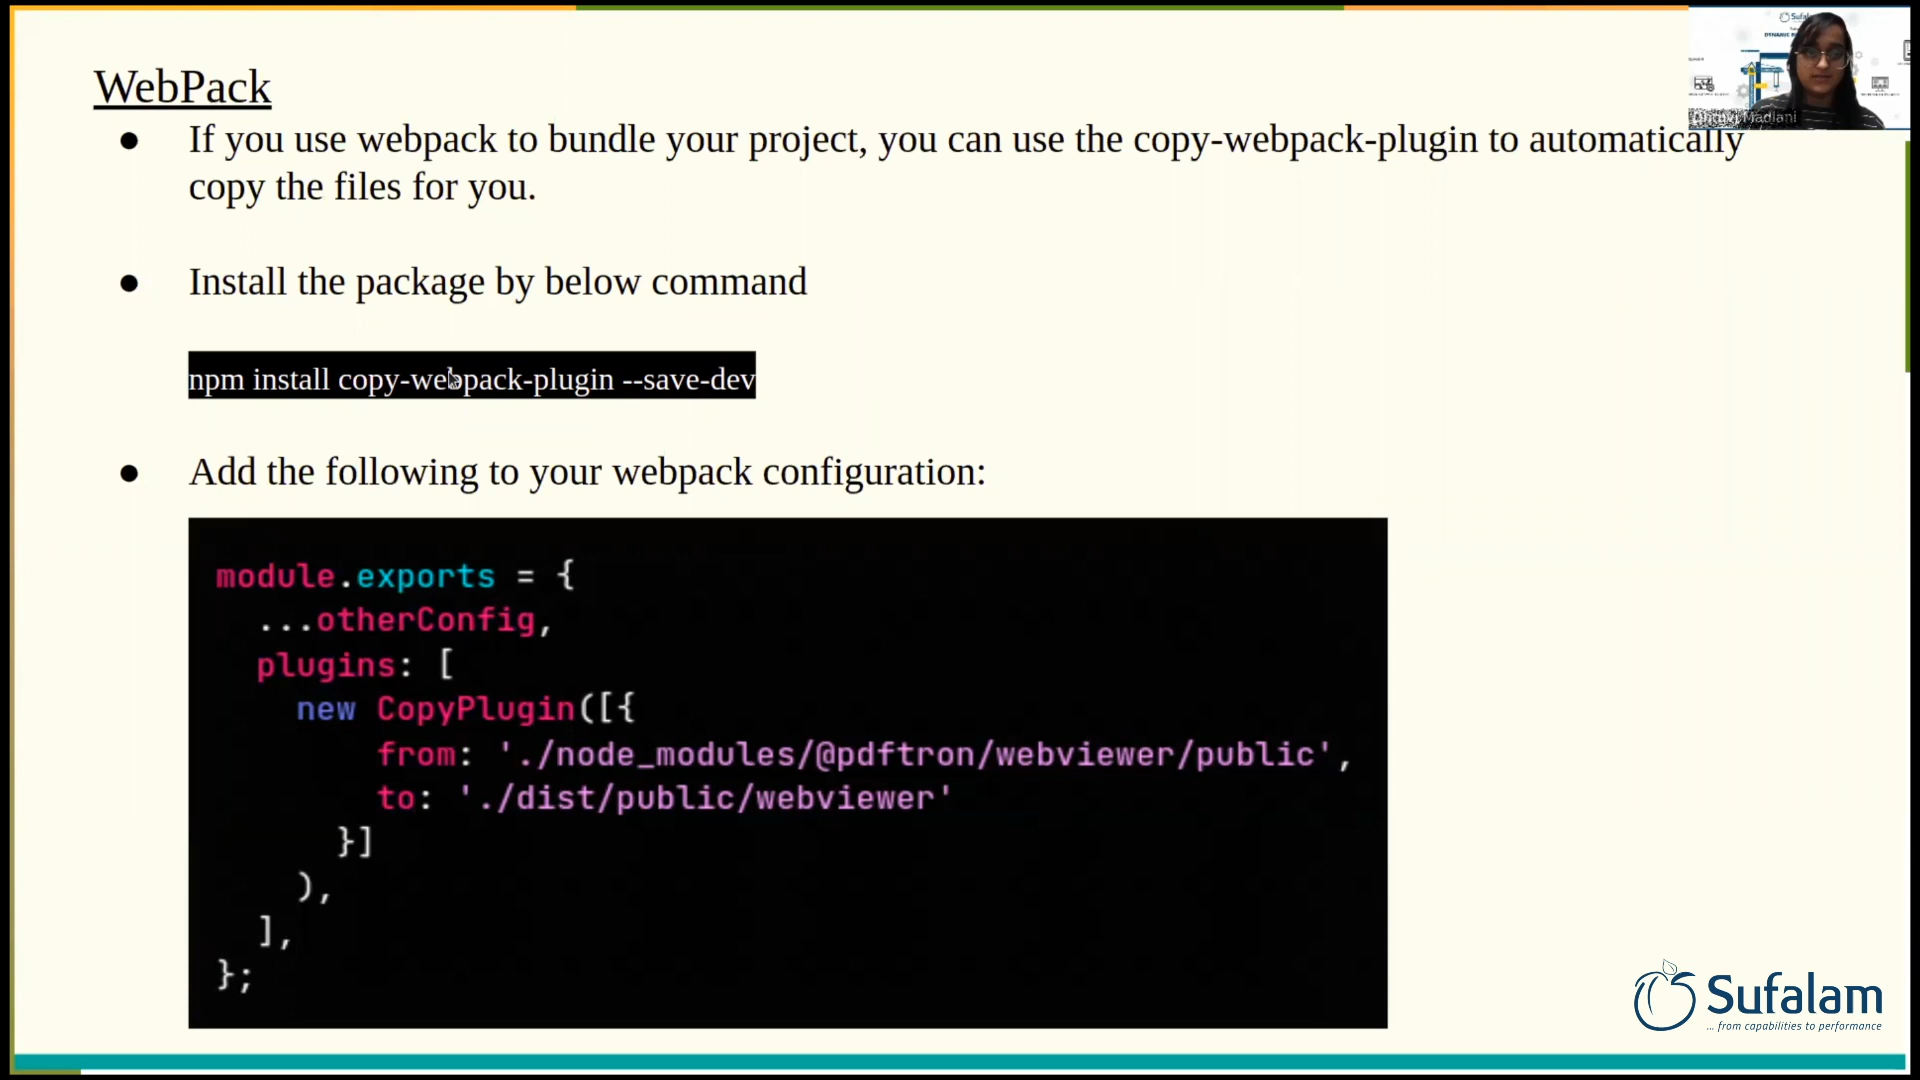 WebPack
● If you use webpack to bundle your project, you can use the copy-webpack-plugin to automatically
copy the files for you.
● Install the package by below command
npm install copy-webpack-plugin --save-dev
● Add the following to your webpack configuration:
module.exports = {
...otherConfig,
plugins: [
new CopyPlugin([{
from: './node_modules/@pdftron/webviewer/public',
to: './dist/public/webviewer'
}]
),
],
};
Sufalam
... from capabilities to performance